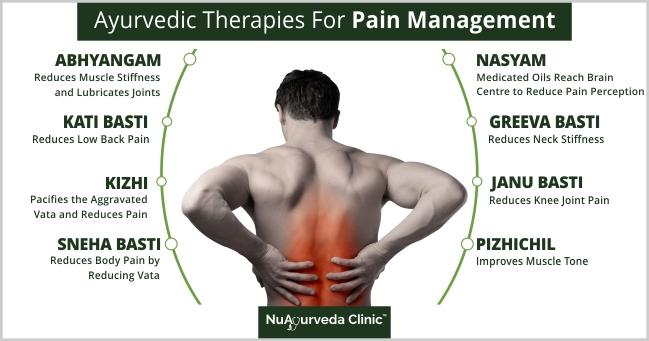 Ayurvedic Therapies For Pain Management
ABHYANGAM
Reduces Muscle Stiffness
and Lubricates Joints
KATI BASTI
Reduces Low Back Pain
KIZHI
Pacifies the Aggravated
Vata and Reduces Pain
SNEHA BASTI
Reduces Body Pain by
Reducing Vata
NASYAM
Medicated Oils Reach Brain
Centre to Reduce Pain Perception
GREEVA BASTI
Reduces Neck Stiffness
JANU BASTI
Reduces Knee Joint Pain
PIZHICHIL
Improves Muscle Tone
NuAyurveda Clinic™